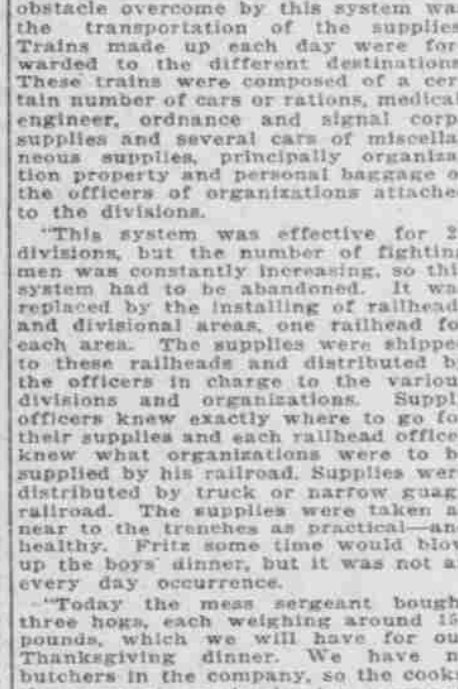 obstacle overcome by this system wa
the transportation of the supplies
Trains made up each day were for
warded to the different destinations
These trains were composed of a cer
tain number of cars or rations, medical
engineer, ordnance and signal corp
supplies and several cars of miscella
neous supplies, principally organiza
tion property and personal baggage o
the officers of organizations attache
to the divisions.
"This system was effective for 2
divisions, but the number of fighting
men was constantly increasing, so thi
system had to be abandoned. It wa
replaced by the installing of railhead
and divisional areas, one railhead fo
each area. The supplies were shippe
to these railheads and distributed b
the officers in charge to the variou
divisions and organizations. Suppl
officers knew exactly where to go fo
their supplies and each railhead office
knew what organizations were to b
supplied by his railroad. Supplies wer
distributed by truck or narrow guag
railroad. The supplies were taken a
near to the trenches as practical—an
healthy. Fritz some time would blow
up the boys' dinner, but it was not a
every day occurrence.
"Today the mess sergeant bough
three hogs, each weighing around 15
pounds, which we will have for ou
Thanksgiving dinner. We have n
butchers in the company, so the cook